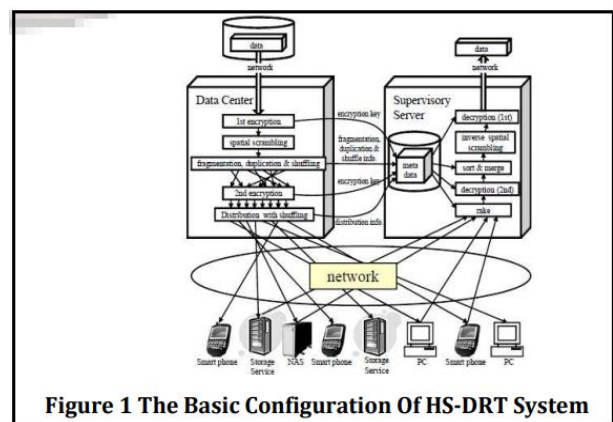 data
data
network
network
Data Center
Supervisory
Server
1st encryption
spatial scrambling
fragmentation, duplication & shuffling
2nd encryption
Distribution with shuffling
encryption key
fragmentation,
duplication &
shuffle info
encryption key
distribution info.
meta
data
decryption (1st)
inverse spatial
scrambling
sort & merge
decryption (2nd)
rake
network
Smart phone
Storage
Service
NAS
Smart phone
Storage
Service
PC
Smart phone
PC
Figure 1 The Basic Configuration Of HS-DRT System